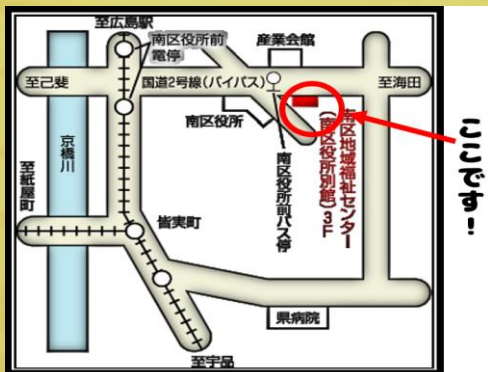 至広島駅
南区役所前
電停
産業会館
至己斐
国道2号線(バイパス)
至海田
南区役所
京橋川
至紙屋町
南区役所前バス停
南区地域福祉センター
(南区役所別館)3F
ここです!
皆実町
県病院
至宇品